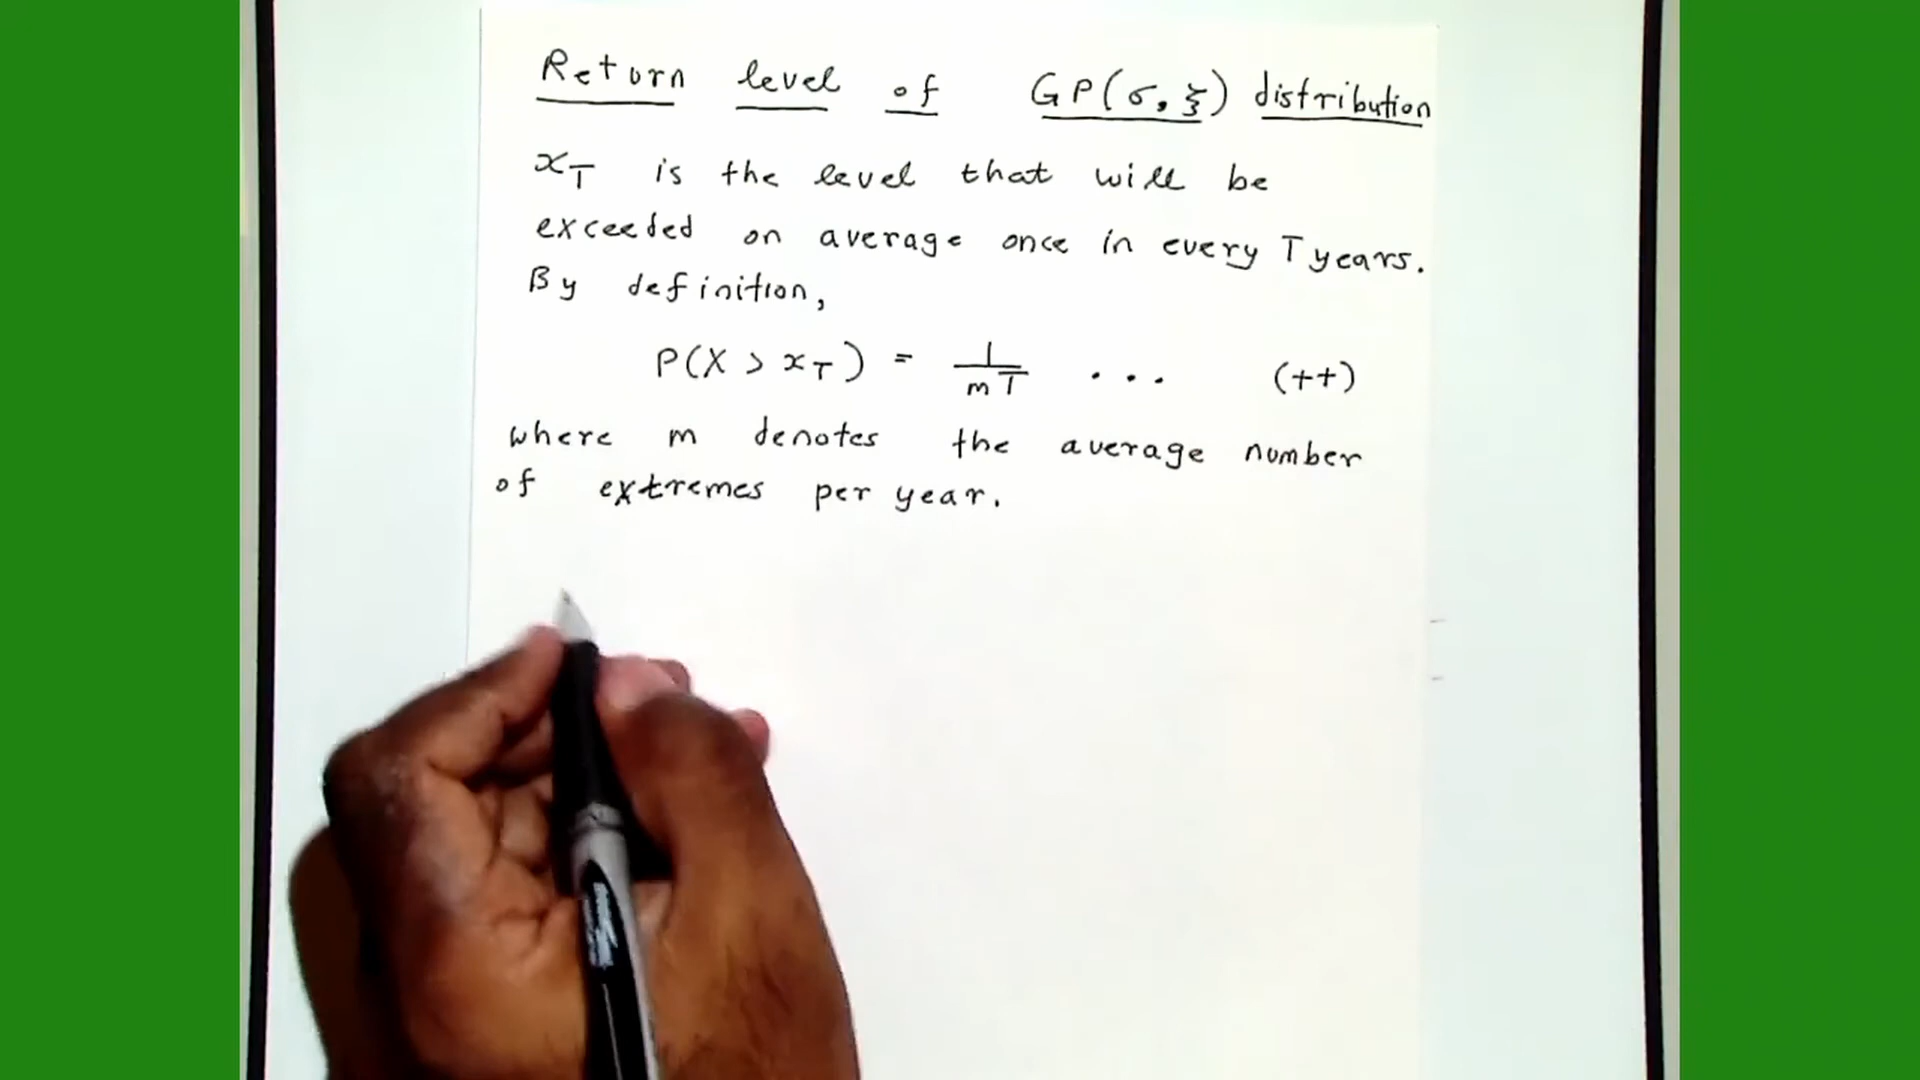 Return level of GP(σ, ξ) distribution
x_T is the level that will be
exceeded on average once in every T years.
By definition,
P(X > x_T) = 1/mT ... (++)
where m denotes the average number
of extremes per year.